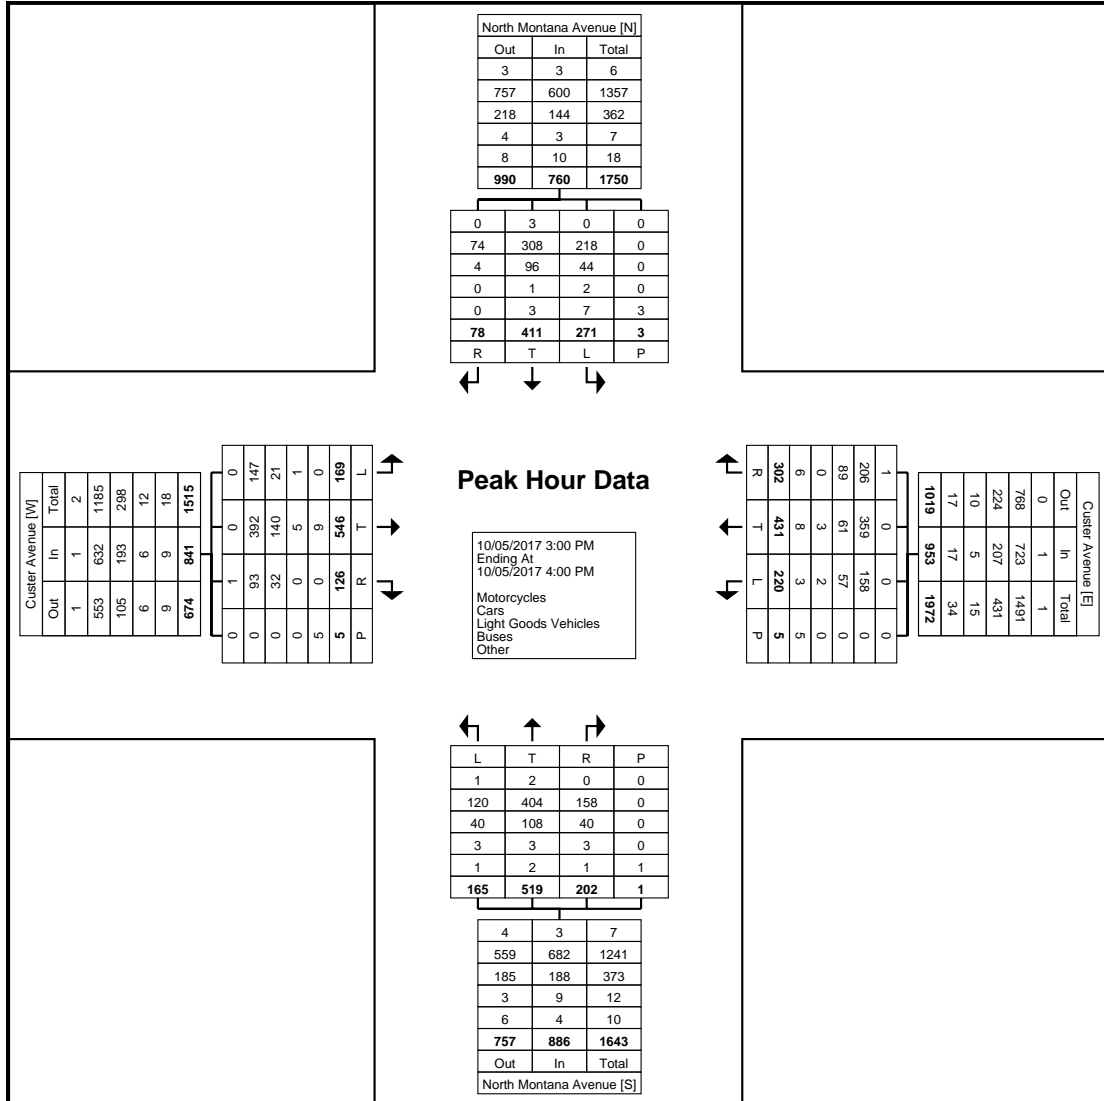 North Montana Avenue [N]
Out In Total
3 3 6
757 600 1357
218 144 362
4 3 7
8 10 18
990 760 1750
0 3 0 0
74 308 218 0
4 96 44 0
0 1 2 0
0 3 7 3
78 411 271 3
R T L P
Custer Avenue [W]
Out In Total
1 1 2
553 632 1185
105 193 298
6 6 12
9 9 18
674 841 1515
0 1 0 0
0 93 392 147
0 32 140 21
0 0 5 1
5 0 9 0
5 126 546 169
P R T L
Peak Hour Data
10/05/2017 3:00 PM
Ending At
10/05/2017 4:00 PM
Motorcycles
Cars
Light Goods Vehicles
Buses
Other
Custer Avenue [E]
Out In Total
0 1 1
768 723 1491
224 207 431
10 5 15
17 17 34
1019 953 1972
1 0 0 0
206 359 158 0
89 61 57 0
0 3 2 0
6 8 3 5
302 431 220 5
R T L P
L T R P
1 2 0 0
120 404 158 0
40 108 40 0
3 3 3 0
1 2 1 1
165 519 202 1
4 3 7
559 682 1241
185 188 373
3 9 12
6 4 10
757 886 1643
Out In Total
North Montana Avenue [S]